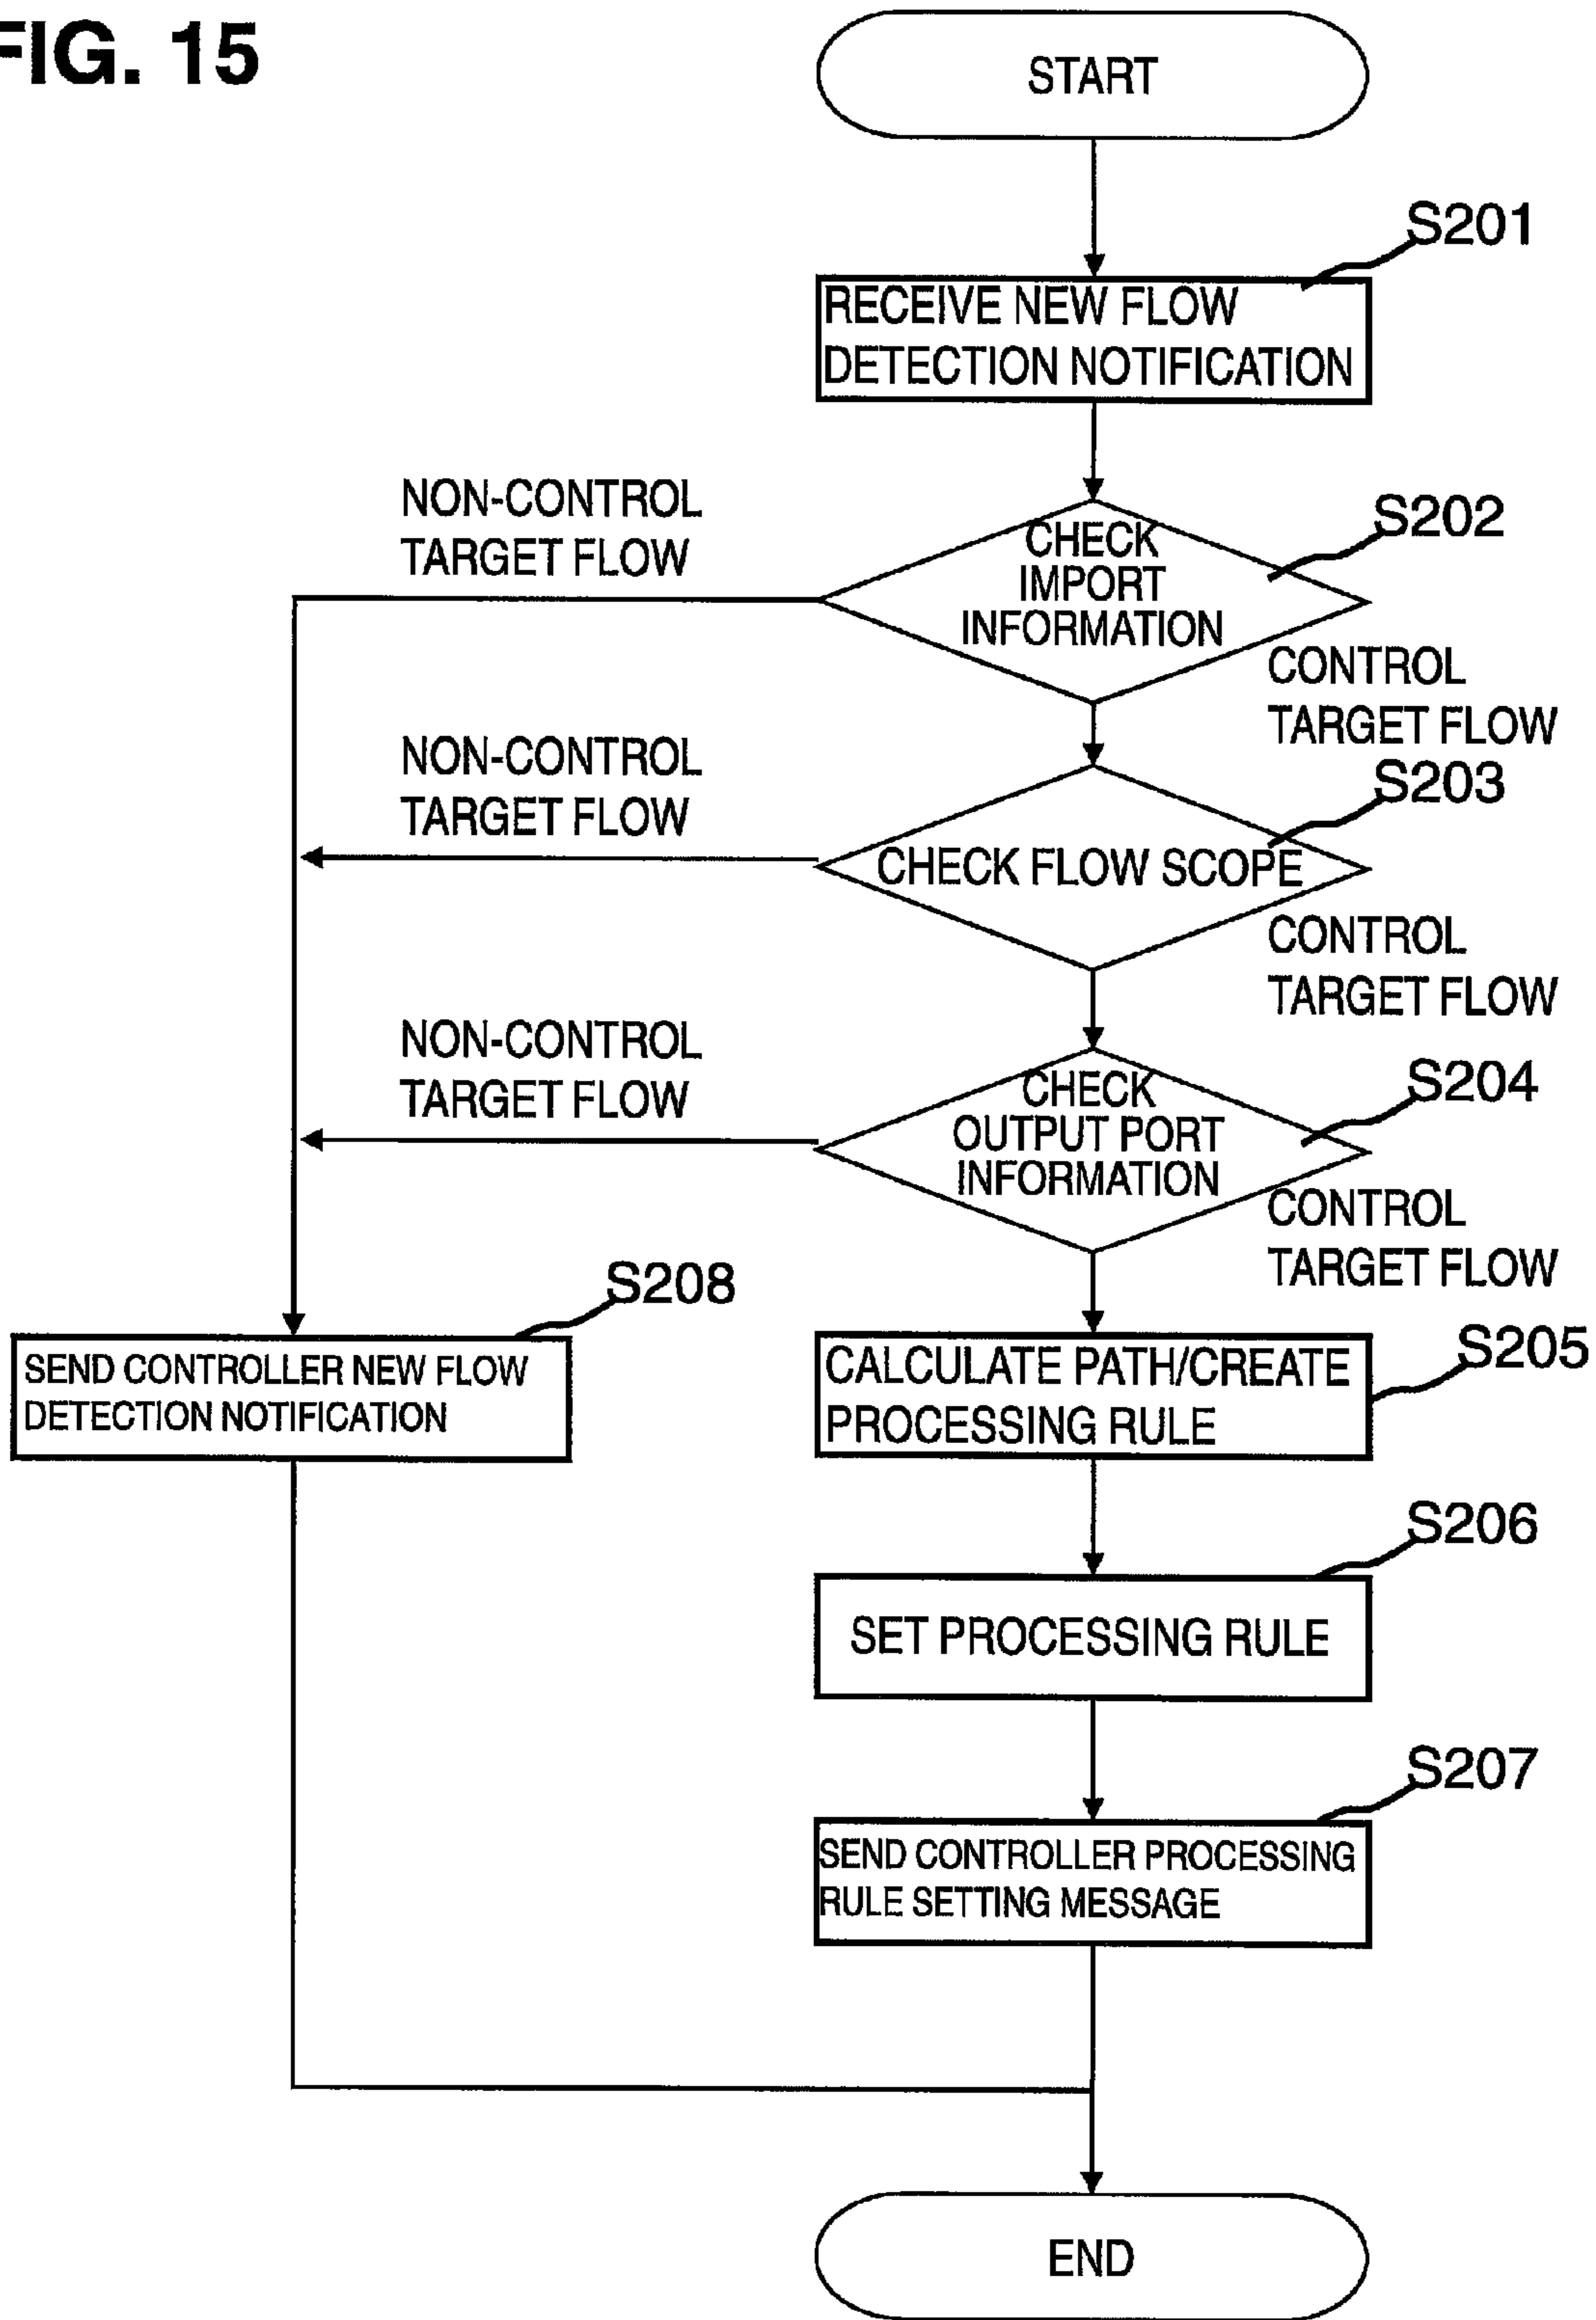 FIG. 15
START
S201
RECEIVE NEW FLOW
DETECTION NOTIFICATION
NON-CONTROL
TARGET FLOW
S202
CHECK
IMPORT
INFORMATION
CONTROL
TARGET FLOW
NON-CONTROL
TARGET FLOW
S203
CHECK FLOW SCOPE
CONTROL
TARGET FLOW
NON-CONTROL
TARGET FLOW
S204
CHECK
OUTPUT PORT
INFORMATION
CONTROL
TARGET FLOW
S208
SEND CONTROLLER NEW FLOW
DETECTION NOTIFICATION
S205
CALCULATE PATH/CREATE
PROCESSING RULE
S206
SET PROCESSING RULE
S207
SEND CONTROLLER PROCESSING
RULE SETTING MESSAGE
END